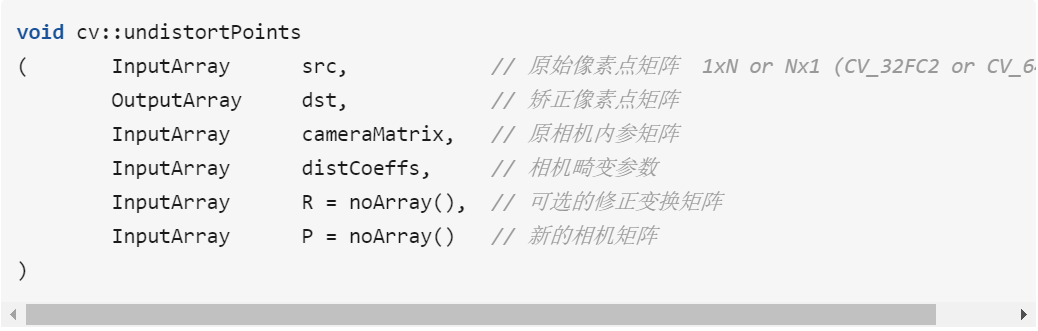 void cv::undistortPoints
( InputArray src, // 原始像素点矩阵 1xN or Nx1 (CV_32FC2 or CV_64
OutputArray dst, // 矫正像素点矩阵
InputArray cameraMatrix, // 原相机内参矩阵
InputArray distCoeffs, // 相机畸变参数
InputArray R = noArray(), // 可选的修正变换矩阵
InputArray P = noArray() // 新的相机矩阵
)